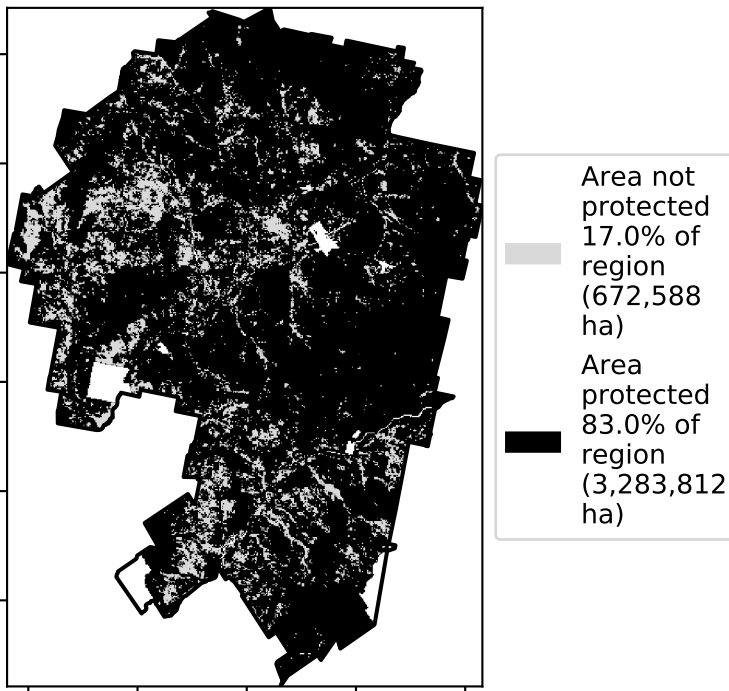 Area not
protected
17.0% of
region
(672,588
ha)
Area
protected
83.0% of
region
(3,283,812
ha)